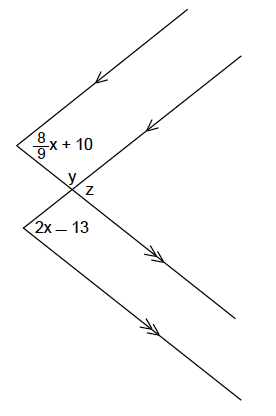 8/9x + 10
y
z
2x – 13